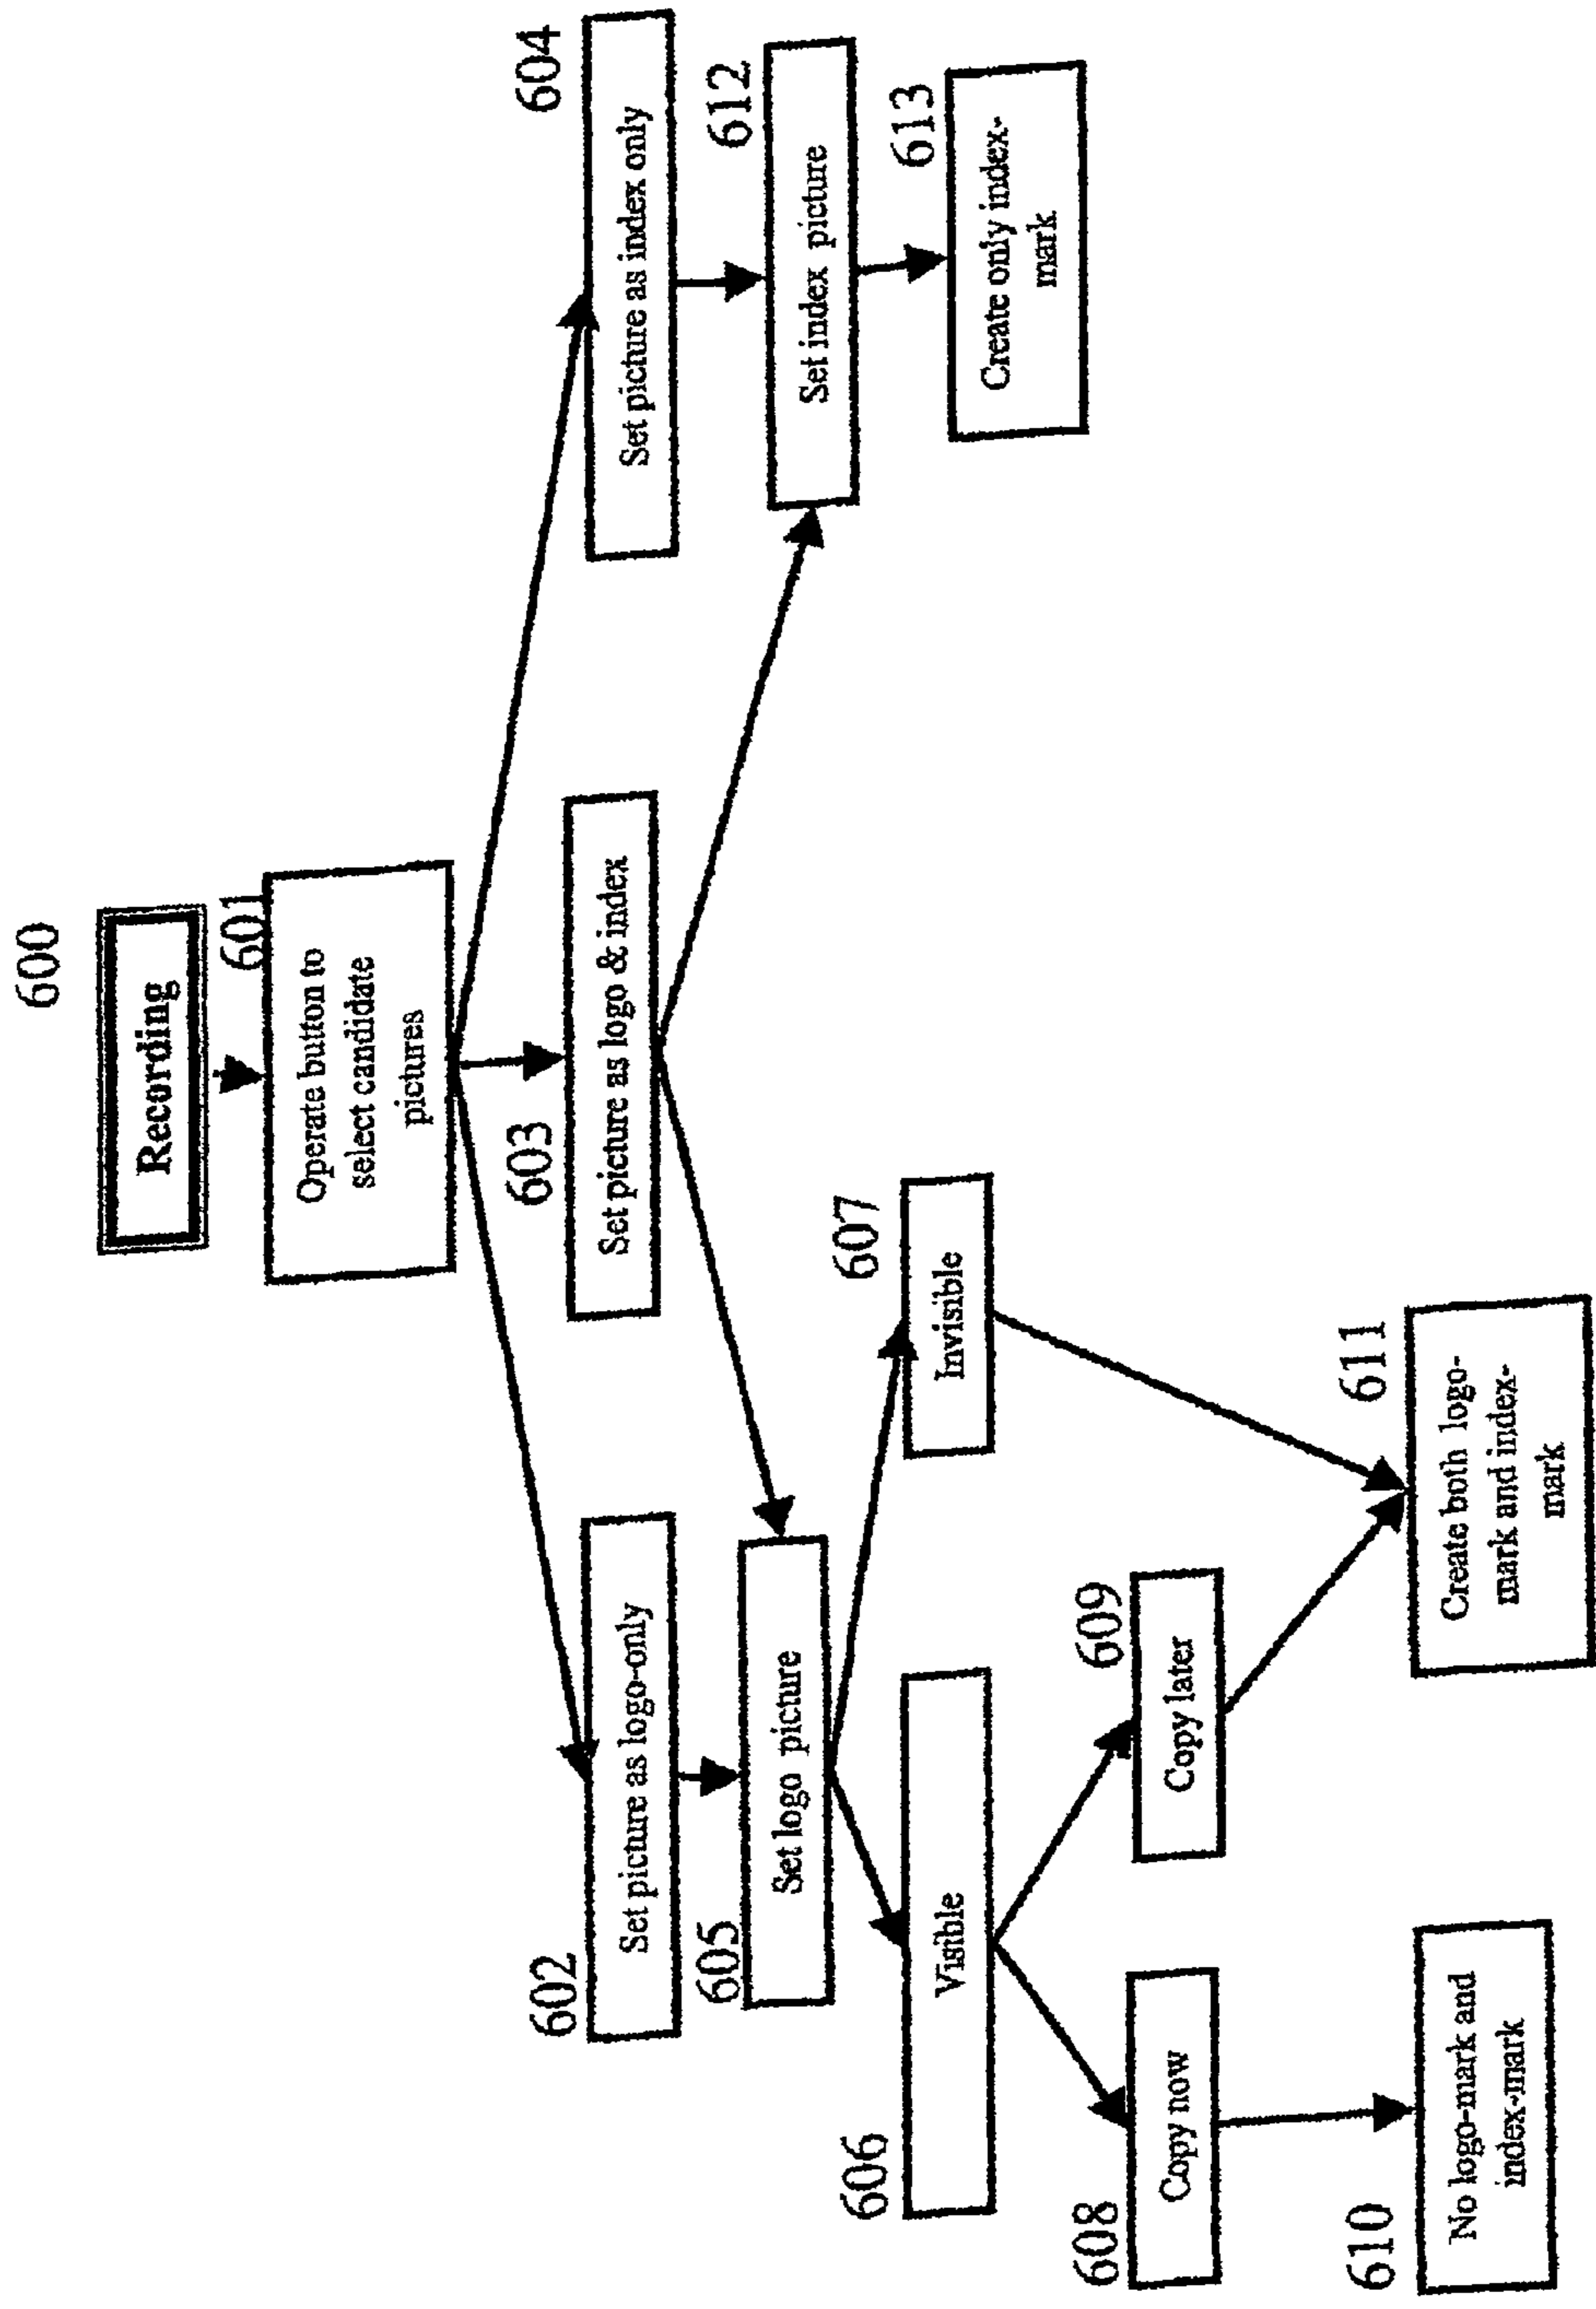 600
Recording
601
Operate button to
select candidate
pictures
602
Set picture as logo-only
603
Set picture as logo & index
604
Set picture as index only
605
Set logo picture
612
Set index picture
606
Visible
607
Invisible
613
Create only index-
mark
608
Copy now
609
Copy later
610
No logo-mark and
index-mark
611
Create both logo-
mark and index-
mark